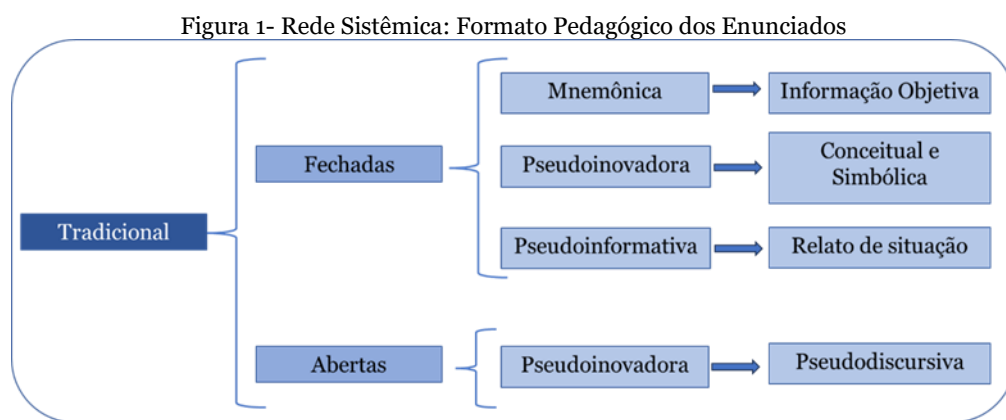 Figura 1- Rede Sistêmica: Formato Pedagógico dos Enunciados
Tradicional
Fechadas
Mnemônica
Informação Objetiva
Pseudoinovadora
Conceitual e
Simbólica
Pseudoinformativa
Relato de situação
Abertas
Pseudoinovadora
Pseudodiscursiva